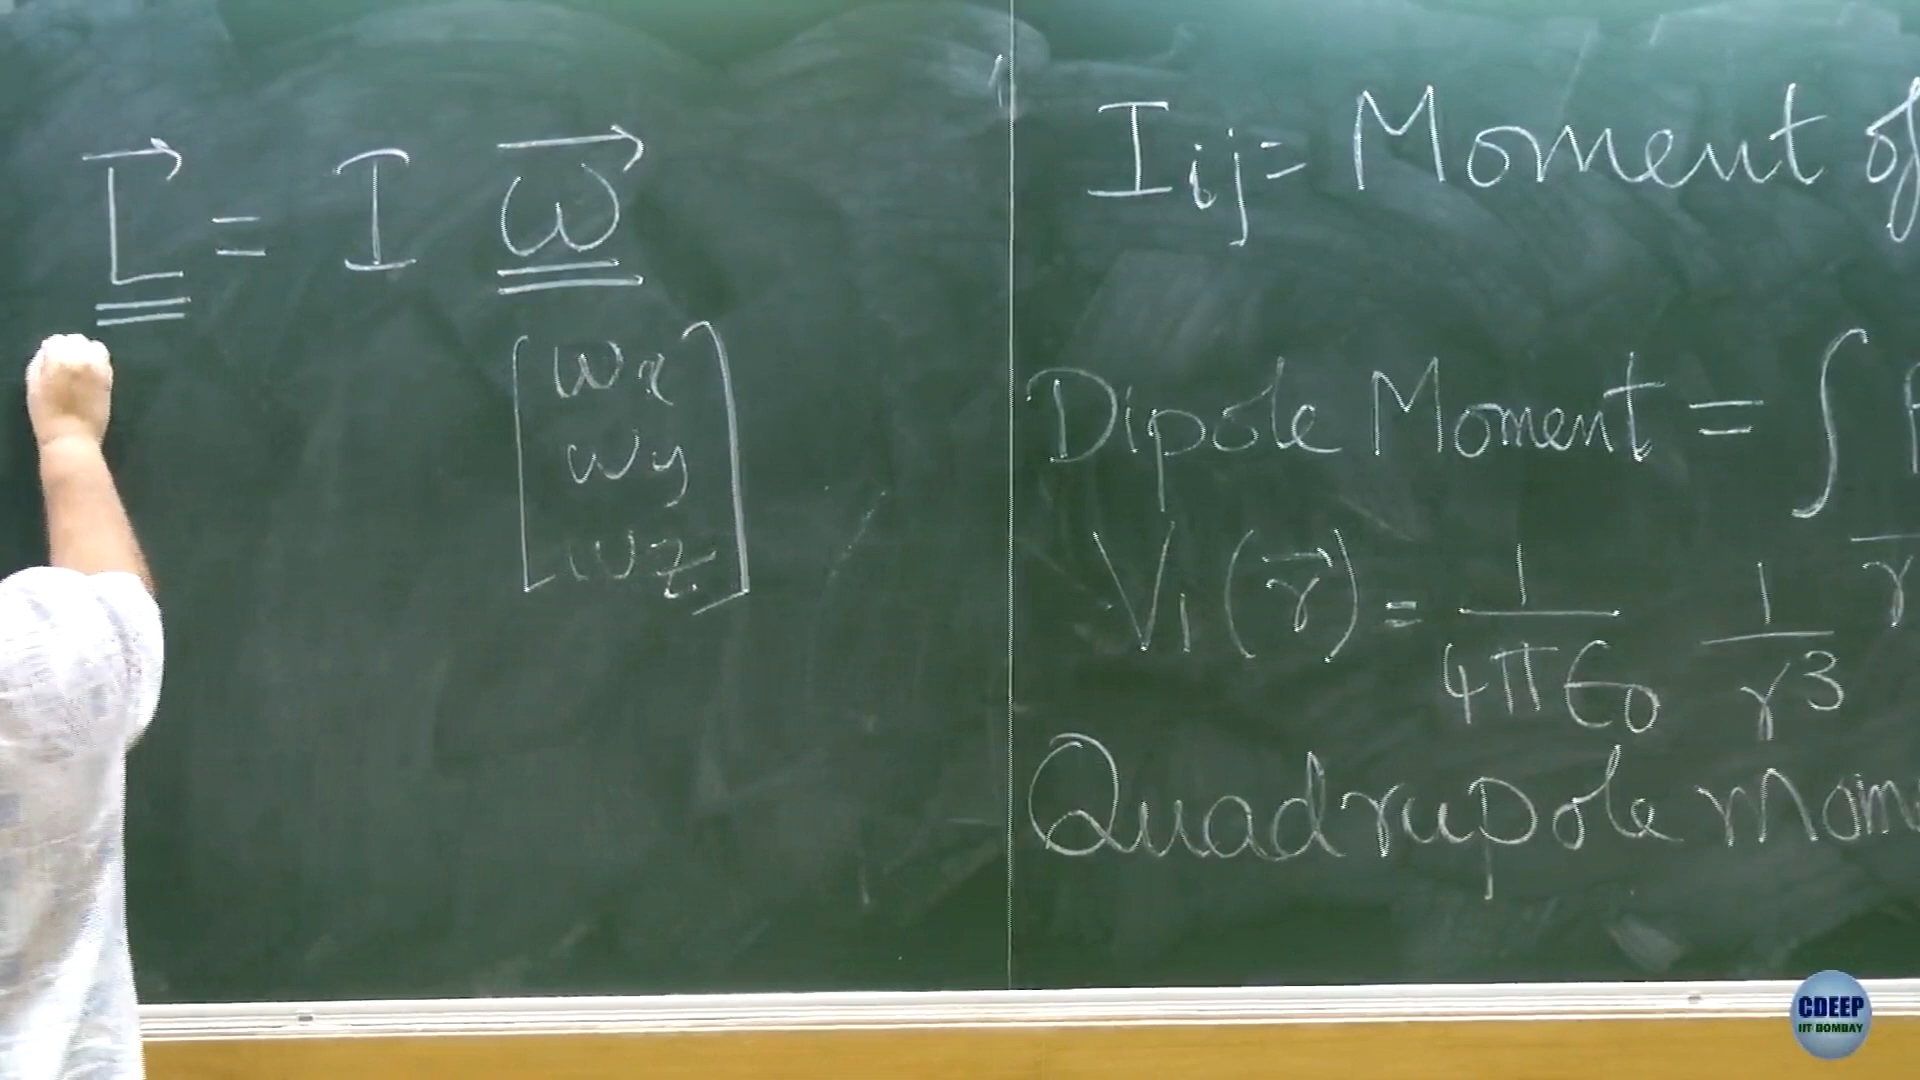 L⃗ = I ω⃗
[ωx
ωy
ωz]
Iij = Moment of
Dipole Moment = ∫
V1(r⃗) = 1/4πϵ0 1/r³ r
Quadrupole Mom
CDEEP
IIT BOMBAY